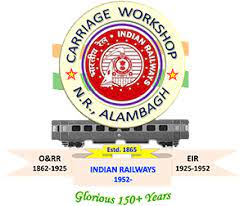 CARRIAGE WORKSHOP
भारतीय रेल
INDIAN RAILWAYS
N.R., ALAMBAGH
Estd. 1865
O&RR
1862-1925
INDIAN RAILWAYS
1952-
EIR
1925-1952
Glorious 150+ Years